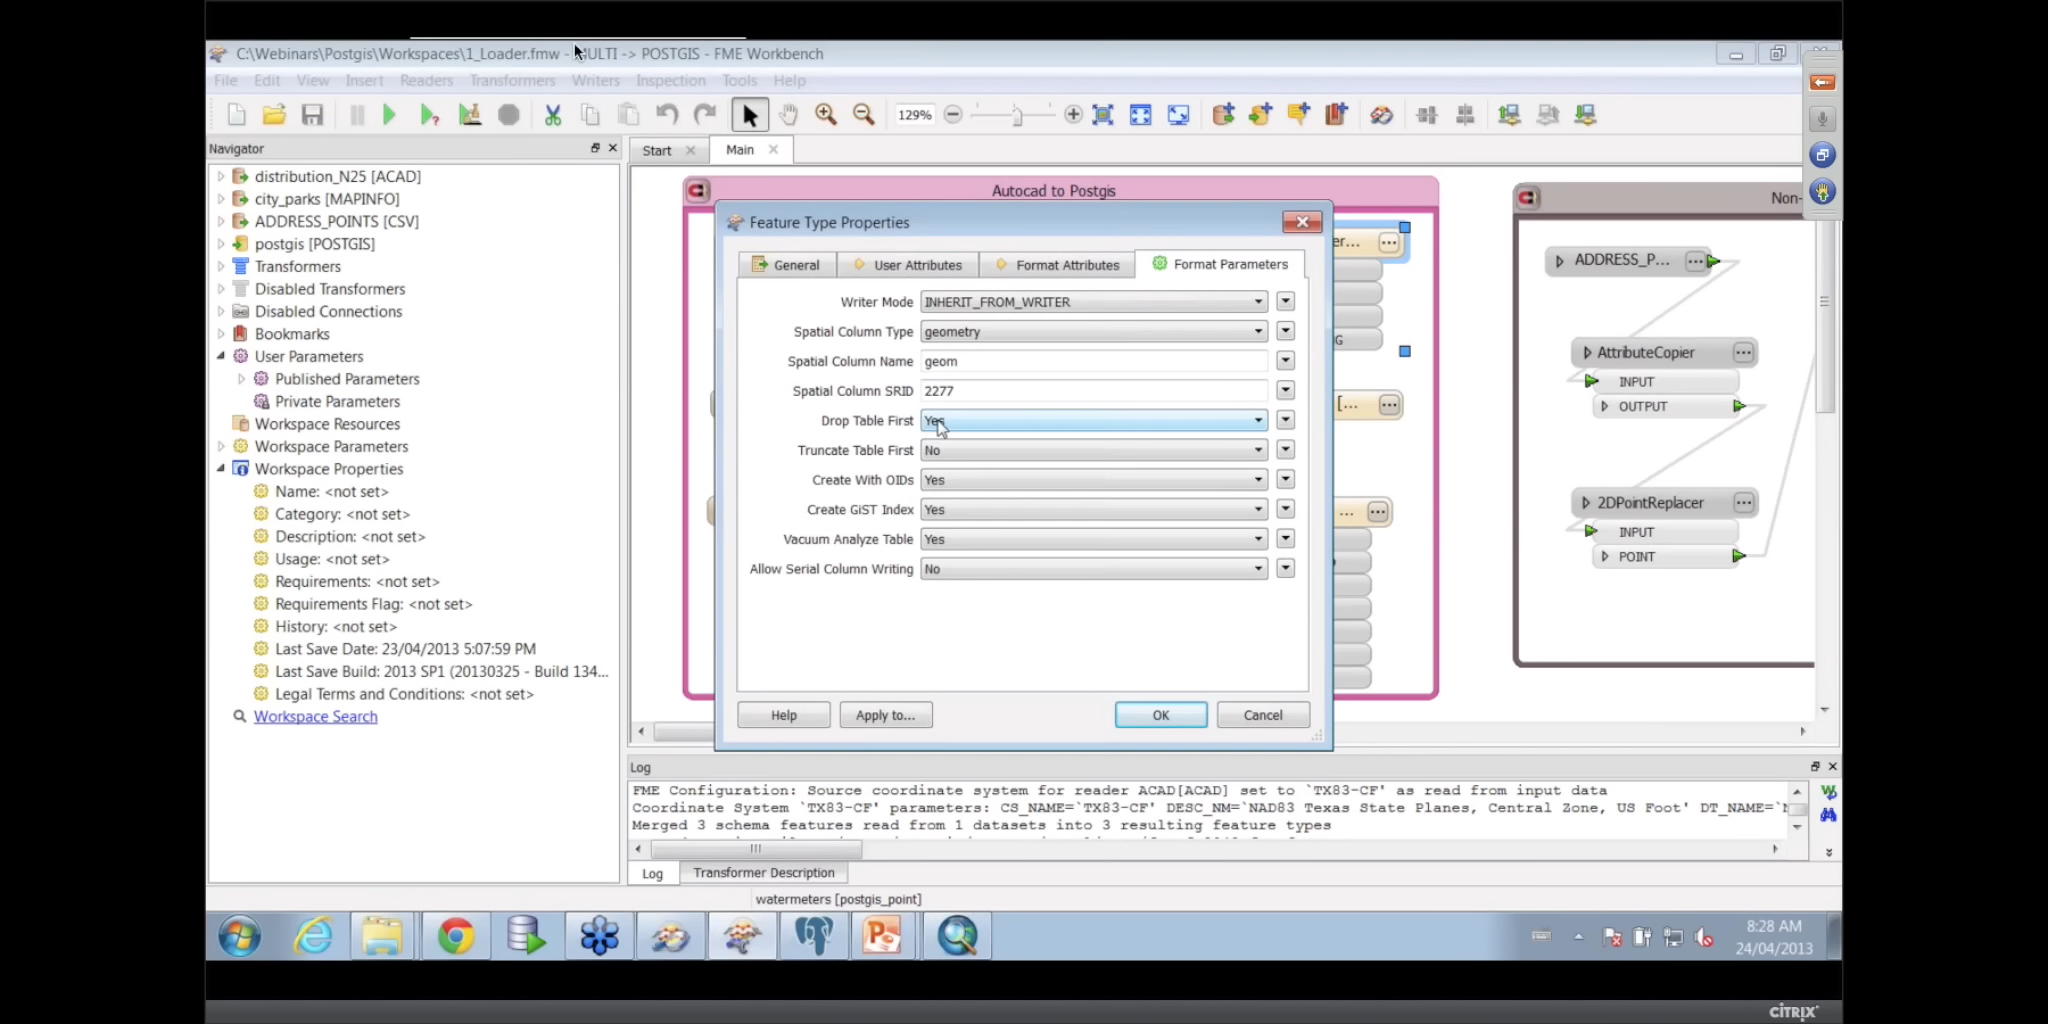 C:\Webinars\Postgis\Workspaces\1_Loader.fmw - MULTI -> POSTGIS - FME Workbench
File Edit View Insert Readers Transformers Writers Inspection Tools Help
129%
Navigator
Start Main
distribution_N25 [ACAD]
city_parks [MAPINFO]
ADDRESS_POINTS [CSV]
postgis [POSTGIS]
Transformers
Disabled Transformers
Disabled Connections
Bookmarks
User Parameters
Published Parameters
Private Parameters
Workspace Resources
Workspace Parameters
Workspace Properties
Name: <not set>
Category: <not set>
Description: <not set>
Usage: <not set>
Requirements: <not set>
Requirements Flag: <not set>
History: <not set>
Last Save Date: 23/04/2013 5:07:59 PM
Last Save Build: 2013 SP1 (20130325 - Build 134...
Legal Terms and Conditions: <not set>
Workspace Search
Autocad to Postgis
Feature Type Properties
General User Attributes Format Attributes Format Parameters
Writer Mode INHERIT_FROM_WRITER
Spatial Column Type geometry
Spatial Column Name geom
Spatial Column SRID 2277
Drop Table First Yes
Truncate Table First No
Create With OIDs Yes
Create GiST Index Yes
Vacuum Analyze Table Yes
Allow Serial Column Writing No
Help Apply to... OK Cancel
er...
G
[...
...
Non-
ADDRESS_P...
AttributeCopier
INPUT
OUTPUT
2DPointReplacer
INPUT
POINT
Log
FME Configuration: Source coordinate system for reader ACAD[ACAD] set to `TX83-CF' as read from input data
Coordinate System `TX83-CF' parameters: CS_NAME=`TX83-CF' DESC_NM=`NAD83 Texas State Planes, Central Zone, US Foot' DT_NAME=`
Merged 3 schema features read from 1 datasets into 3 resulting feature types
Log Transformer Description
watermeters [postgis_point]
8:28 AM
24/04/2013
CITRIX